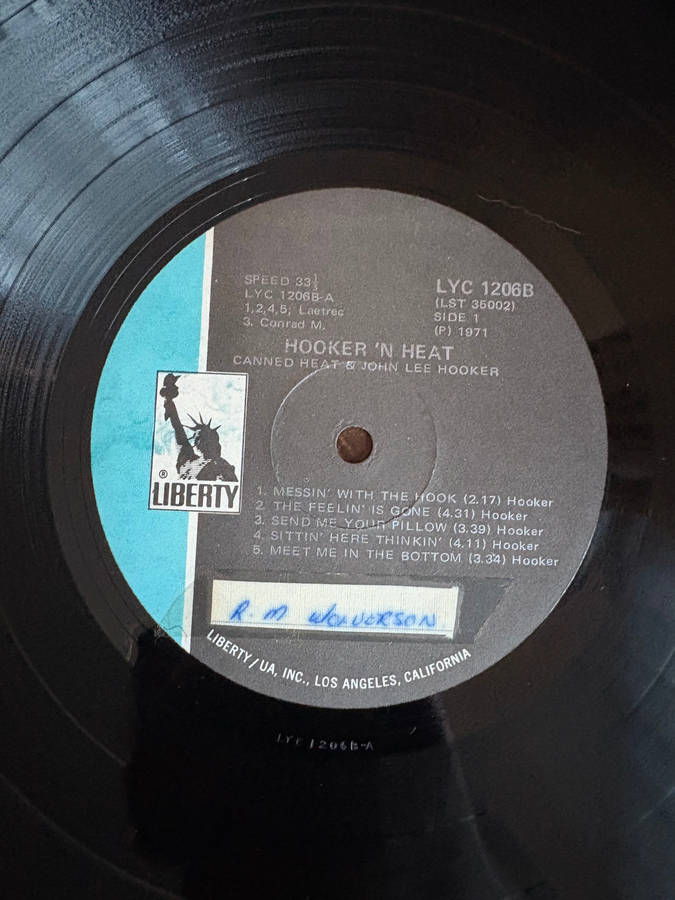 SPEED 33⅓
LYC 1206B-A
1,2,4,5; Laetrec
3. Conrad M.
LYC 1206B
(LST 35002)
SIDE 1
(P) 1971
HOOKER 'N HEAT
CANNED HEAT & JOHN LEE HOOKER
® LIBERTY
1. MESSIN' WITH THE HOOK (2.17) Hooker
2. THE FEELIN' IS GONE (4.31) Hooker
3. SEND ME YOUR PILLOW (3.39) Hooker
4. SITTIN' HERE THINKIN' (4.11) Hooker
5. MEET ME IN THE BOTTOM (3.34) Hooker
R. M WOLVERSON
LIBERTY/UA, INC., LOS ANGELES, CALIFORNIA
LYC 1206B-A